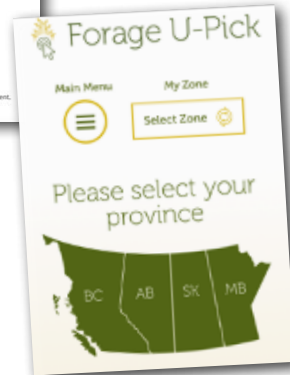 Forage U-Pick
Main Menu
My Zone
Select Zone
Please select your
province
BC
AB
SK
MB